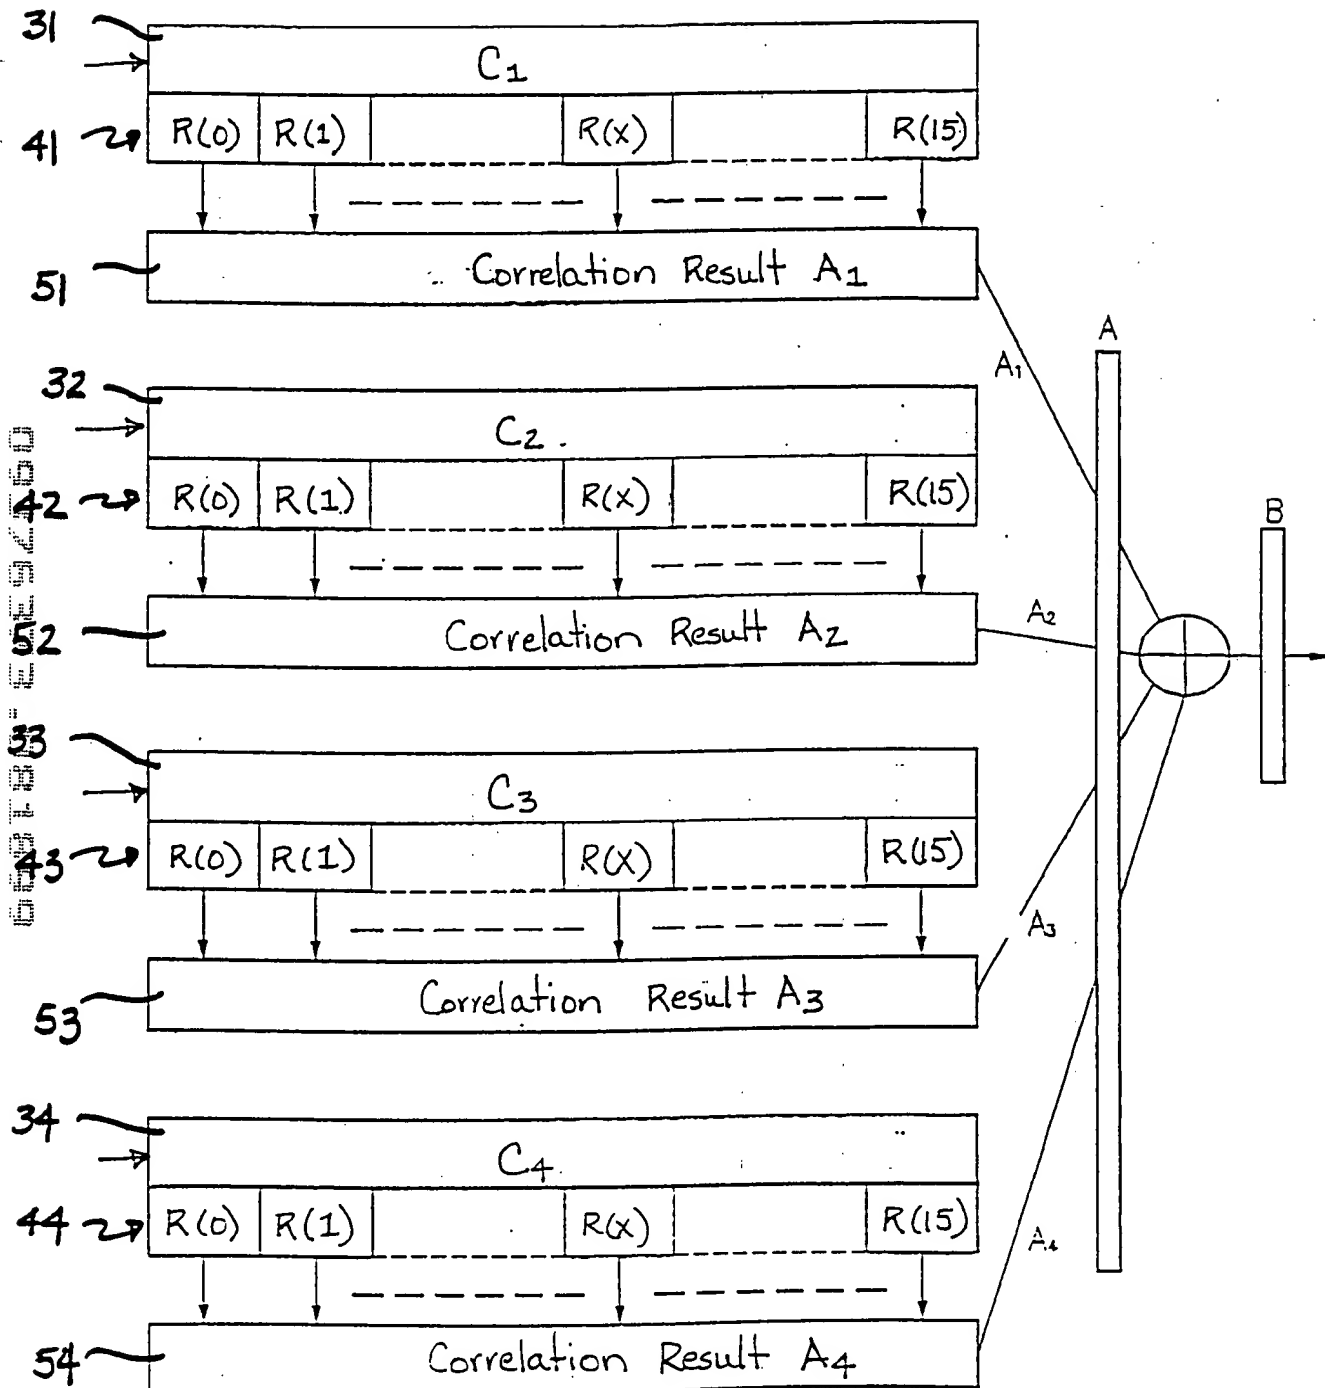 31
C1
41 R(0) R(1) R(x) R(15)
51 Correlation Result A1
A
A1
32
C2
B
42 R(0) R(1) R(x) R(15)
52 Correlation Result A2
A2
33
C3
43 R(0) R(1) R(x) R(15)
A3
53 Correlation Result A3
34
C4
44 R(0) R(1) R(x) R(15)
A4
54 Correlation Result A4